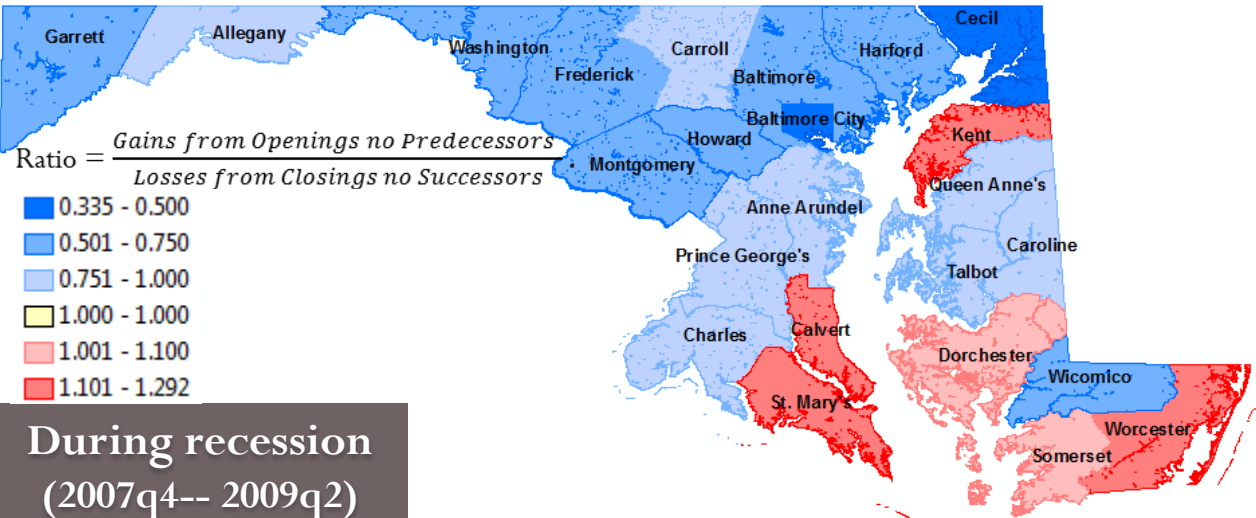 Cecil
Garrett
Allegany
Washington
Carroll
Harford
Frederick
Baltimore
Baltimore City
Kent
Howard
Ratio = Gains from Openings no Predecessors
Losses from Closings no Successors
Montgomery
Queen Anne's
0.335 - 0.500
Anne Arundel
0.501 - 0.750
Caroline
Prince George's
0.751 - 1.000
Talbot
1.000 - 1.000
Charles
Calvert
1.001 - 1.100
Dorchester
Wicomico
1.101 - 1.292
St. Mary's
Worcester
Somerset
During recession
(2007q4-- 2009q2)